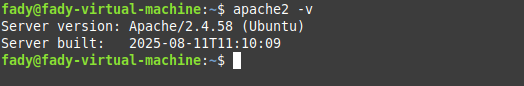 fady@fady-virtual-machine:~$ apache2 -v
Server version: Apache/2.4.58 (Ubuntu)
Server built:   2025-08-11T11:10:09
fady@fady-virtual-machine:~$